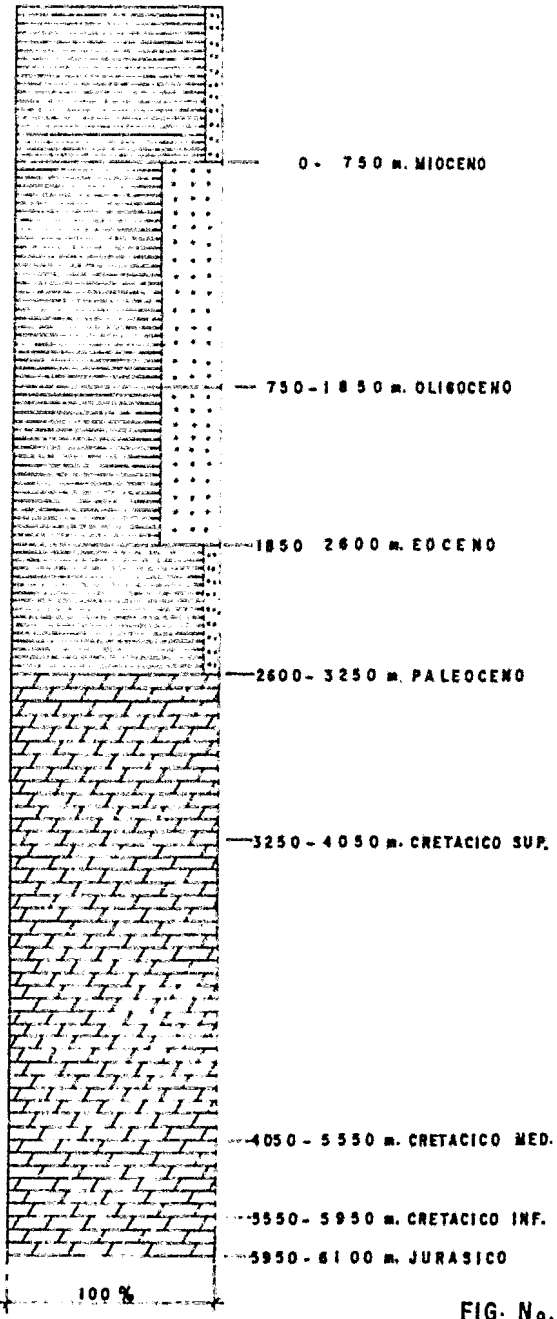 0 - 750 m. MIOCENO
750-1850 m. OLIGOCENO
1850 2600 m. EOCENO
2600-3250 m. PALEOCENO
3250-4050 m. CRETACICO SUP.
4050-5550 m. CRETACICO MED.
5550-5950 m. CRETACICO INF.
5950-6100 m. JURASICO
100 %
FIG. No.